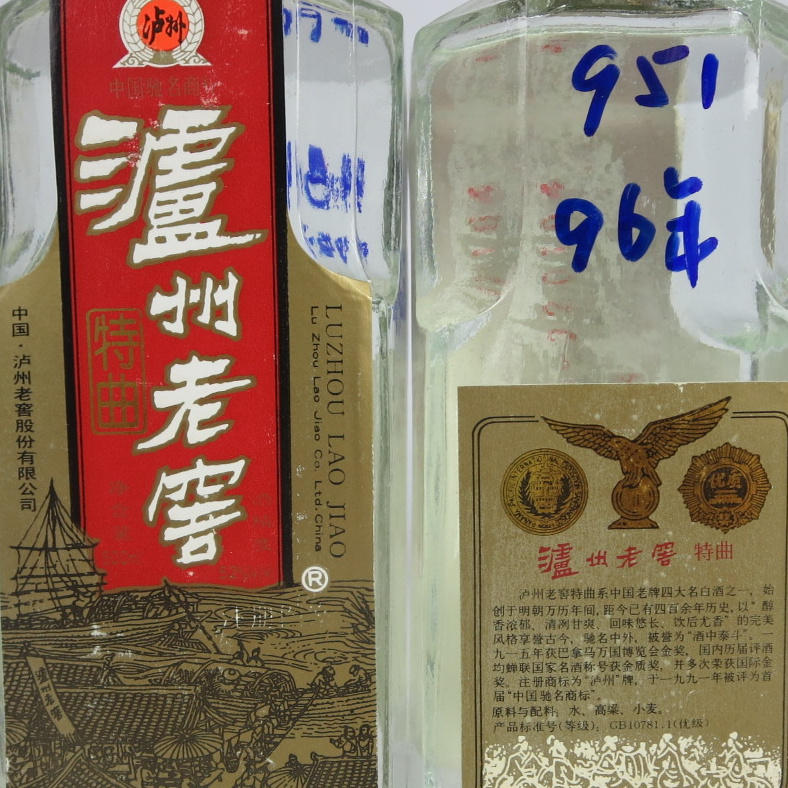 泸州
中国驰名商
泸州老窖
特曲
中国·泸州老窖股份有限公司
LUZHOU LAO JIAO
Lu Zhou Lao Jiao Co. Ltd.China
®
泸州老窖
951
96年
优质
泸州老窖 特曲
泸州老窖特曲系中国老牌四大名白酒之一，始
创于明朝万历年间，距今已有四百余年历史，以“醇
香浓郁、清冽甘爽、回味悠长、饮后尤香”的完美
风格享誉古今，驰名中外，被誉为“酒中泰斗”。一
九一五年获巴拿马万国博览会金奖，国内历届评酒
均蝉联国家名酒称号获金质奖，并多次荣获国际金
奖。注册商标为“泸州”牌，于一九九一年被评为首
届“中国驰名商标”。
原料与配料：水、高粱、小麦。
产品标准号(等级)：GB10781.1(优级)